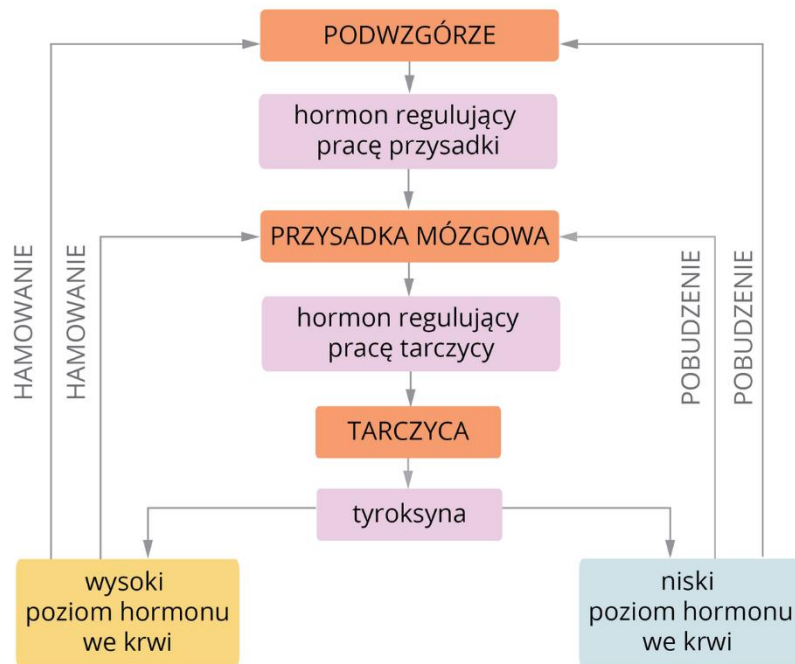 PODWZGÓRZE
hormon regulujący
pracę przysadki
PRZYSADKA MÓZGOWA
hormon regulujący
pracę tarczycy
TARCZYCA
tyroksyna
HAMOWANIE
HAMOWANIE
POBUDZENIE
POBUDZENIE
wysoki
poziom hormonu
we krwi
niski
poziom hormonu
we krwi